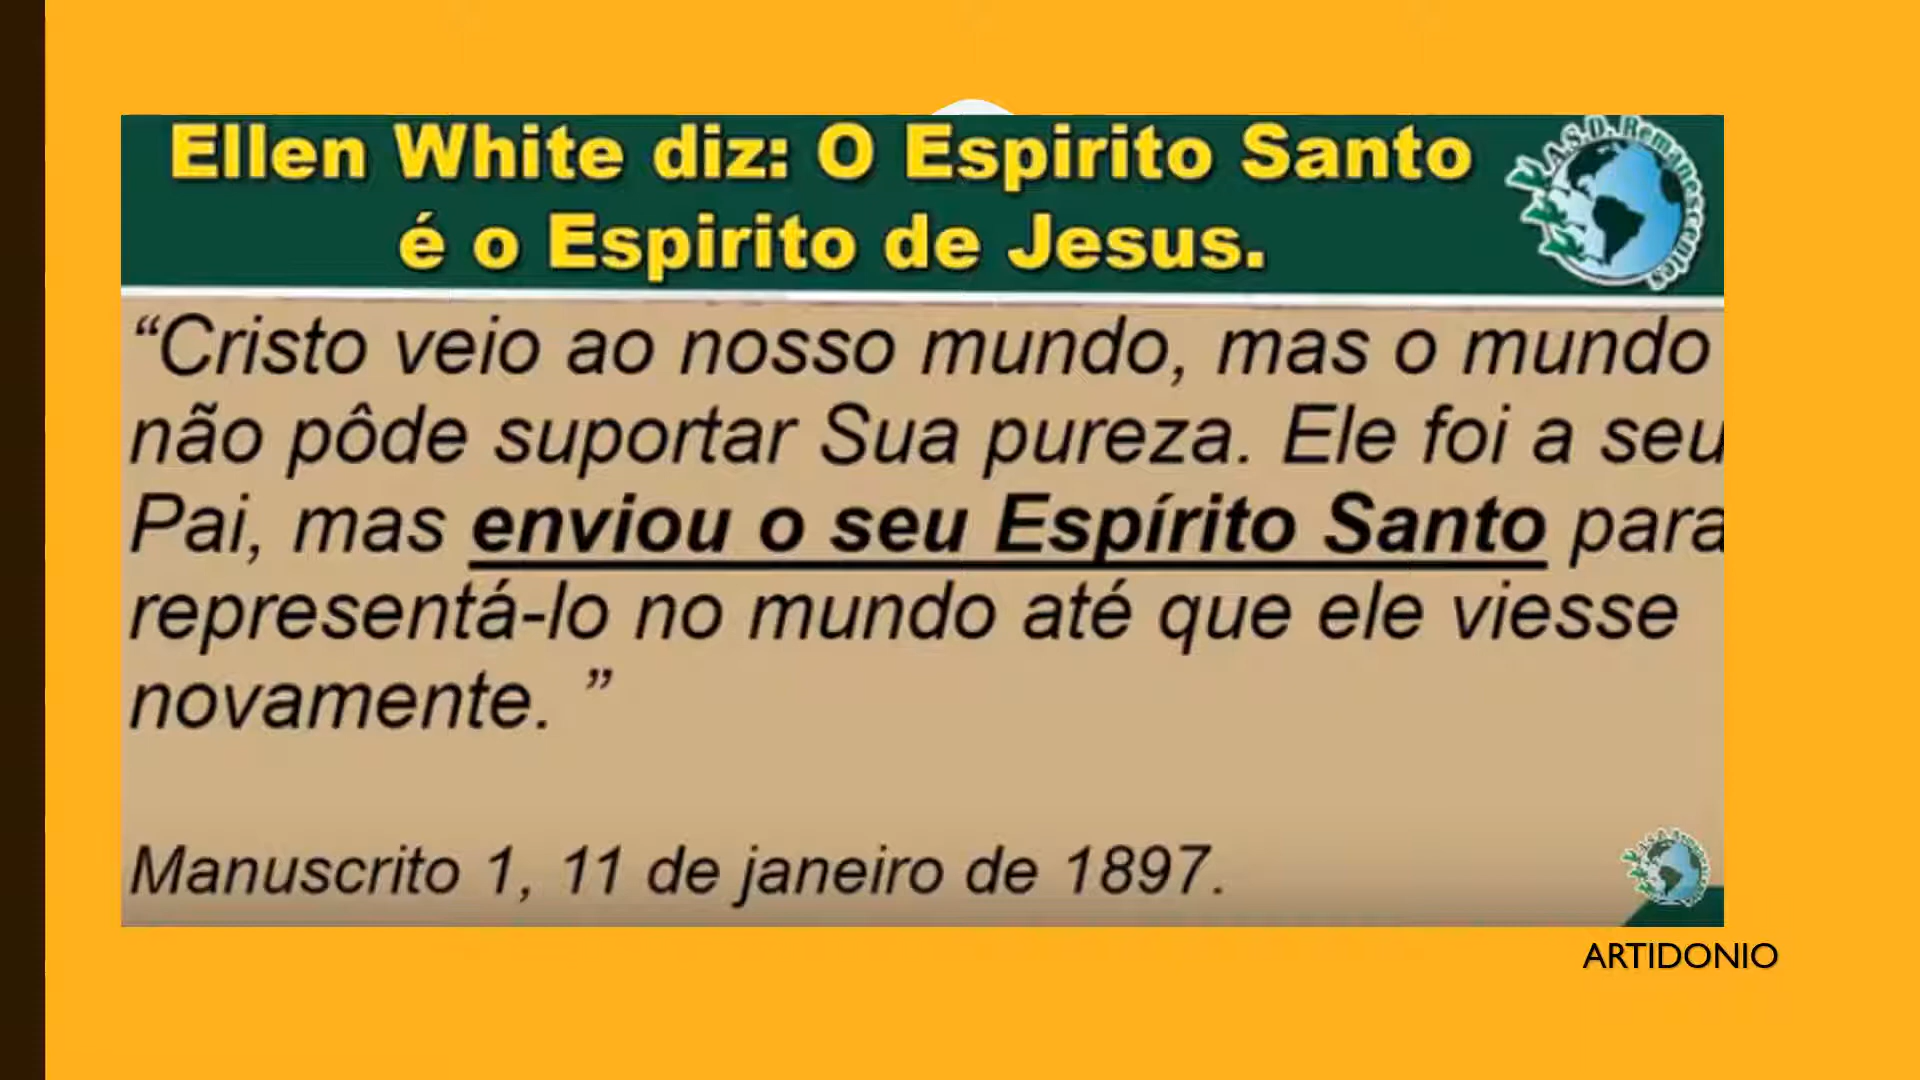 Ellen White diz: O Espirito Santo
é o Espirito de Jesus.
A.S.D. Remanescentes
“Cristo veio ao nosso mundo, mas o mundo
não pôde suportar Sua pureza. Ele foi a seu
Pai, mas enviou o seu Espírito Santo para
representá-lo no mundo até que ele viesse
novamente. ”
Manuscrito 1, 11 de janeiro de 1897.
ARTIDONIO